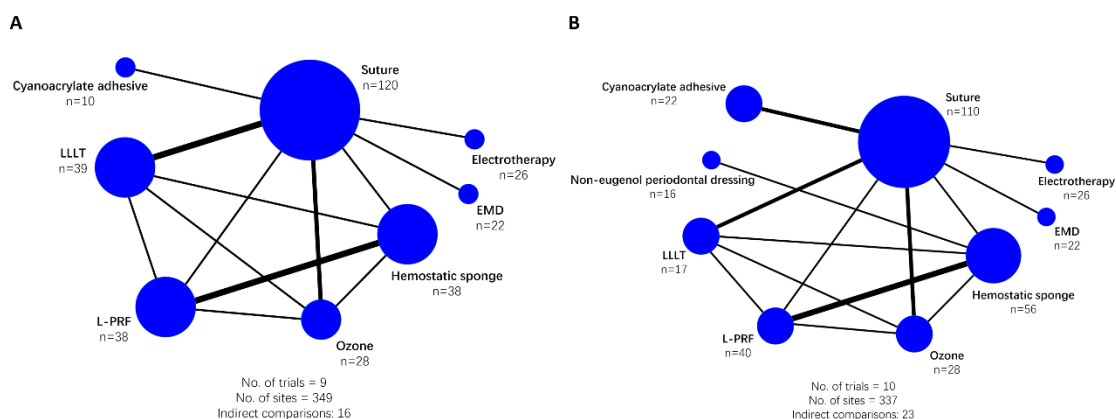 A
Suture
n=120
Cyanoacrylate adhesive
n=10
LLLT
n=39
Electrotherapy
n=26
EMD
n=22
Hemostatic sponge
n=38
L-PRF
n=38
Ozone
n=28
No. of trials = 9
No. of sites = 349
Indirect comparisons: 16
B
Cyanoacrylate adhesive
n=22
Suture
n=110
Non-eugenol periodontal dressing
n=16
Electrotherapy
n=26
EMD
n=22
LLLT
n=17
Hemostatic sponge
n=56
L-PRF
n=40
Ozone
n=28
No. of trials = 10
No. of sites = 337
Indirect comparisons: 23